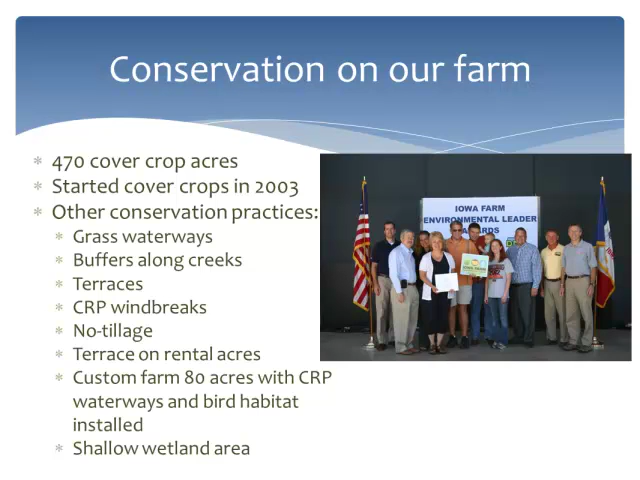 Conservation on our farm
470 cover crop acres
Started cover crops in 2003
Other conservation practices:
Grass waterways
Buffers along creeks
Terraces
CRP windbreaks
No-tillage
Terrace on rental acres
Custom farm 80 acres with CRP
waterways and bird habitat
installed
Shallow wetland area
IOWA FARM
ENVIRONMENTAL LEADER